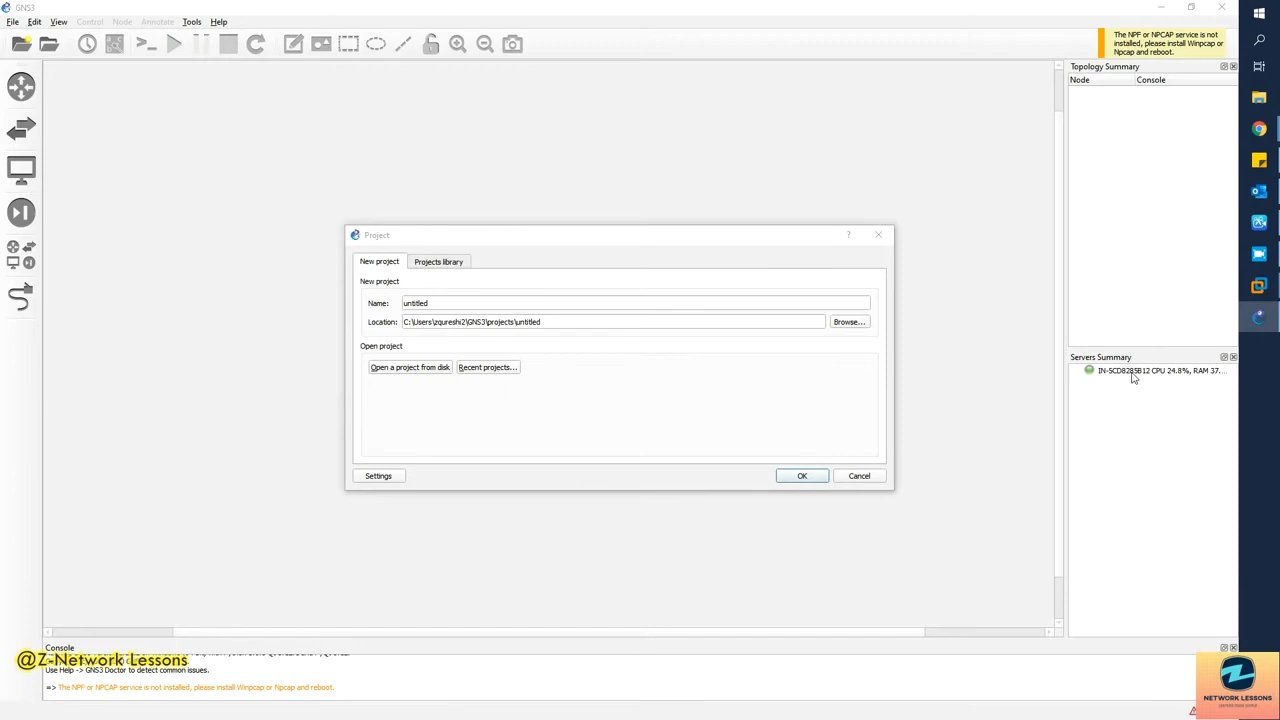 GNS3
File Edit View Control Node Annotate Tools Help
The NPF or NPCAP service is not
installed, please install Winpcap or
Npcap and reboot.
Topology Summary
Node Console
Project
New project Projects library
New project
Name: untitled
Location: C:\Users\zqureshi2\GNS3\projects\untitled Browse...
Open project
Open a project from disk Recent projects...
Settings OK Cancel
Servers Summary
IN-5CD8285B12 CPU 24.8%, RAM 37....
Console
@Z-Network Lessons
Use Help -> GNS3 Doctor to detect common issues.
=> The NPF or NPCAP service is not installed, please install Winpcap or Npcap and reboot.
NETWORK LESSONS